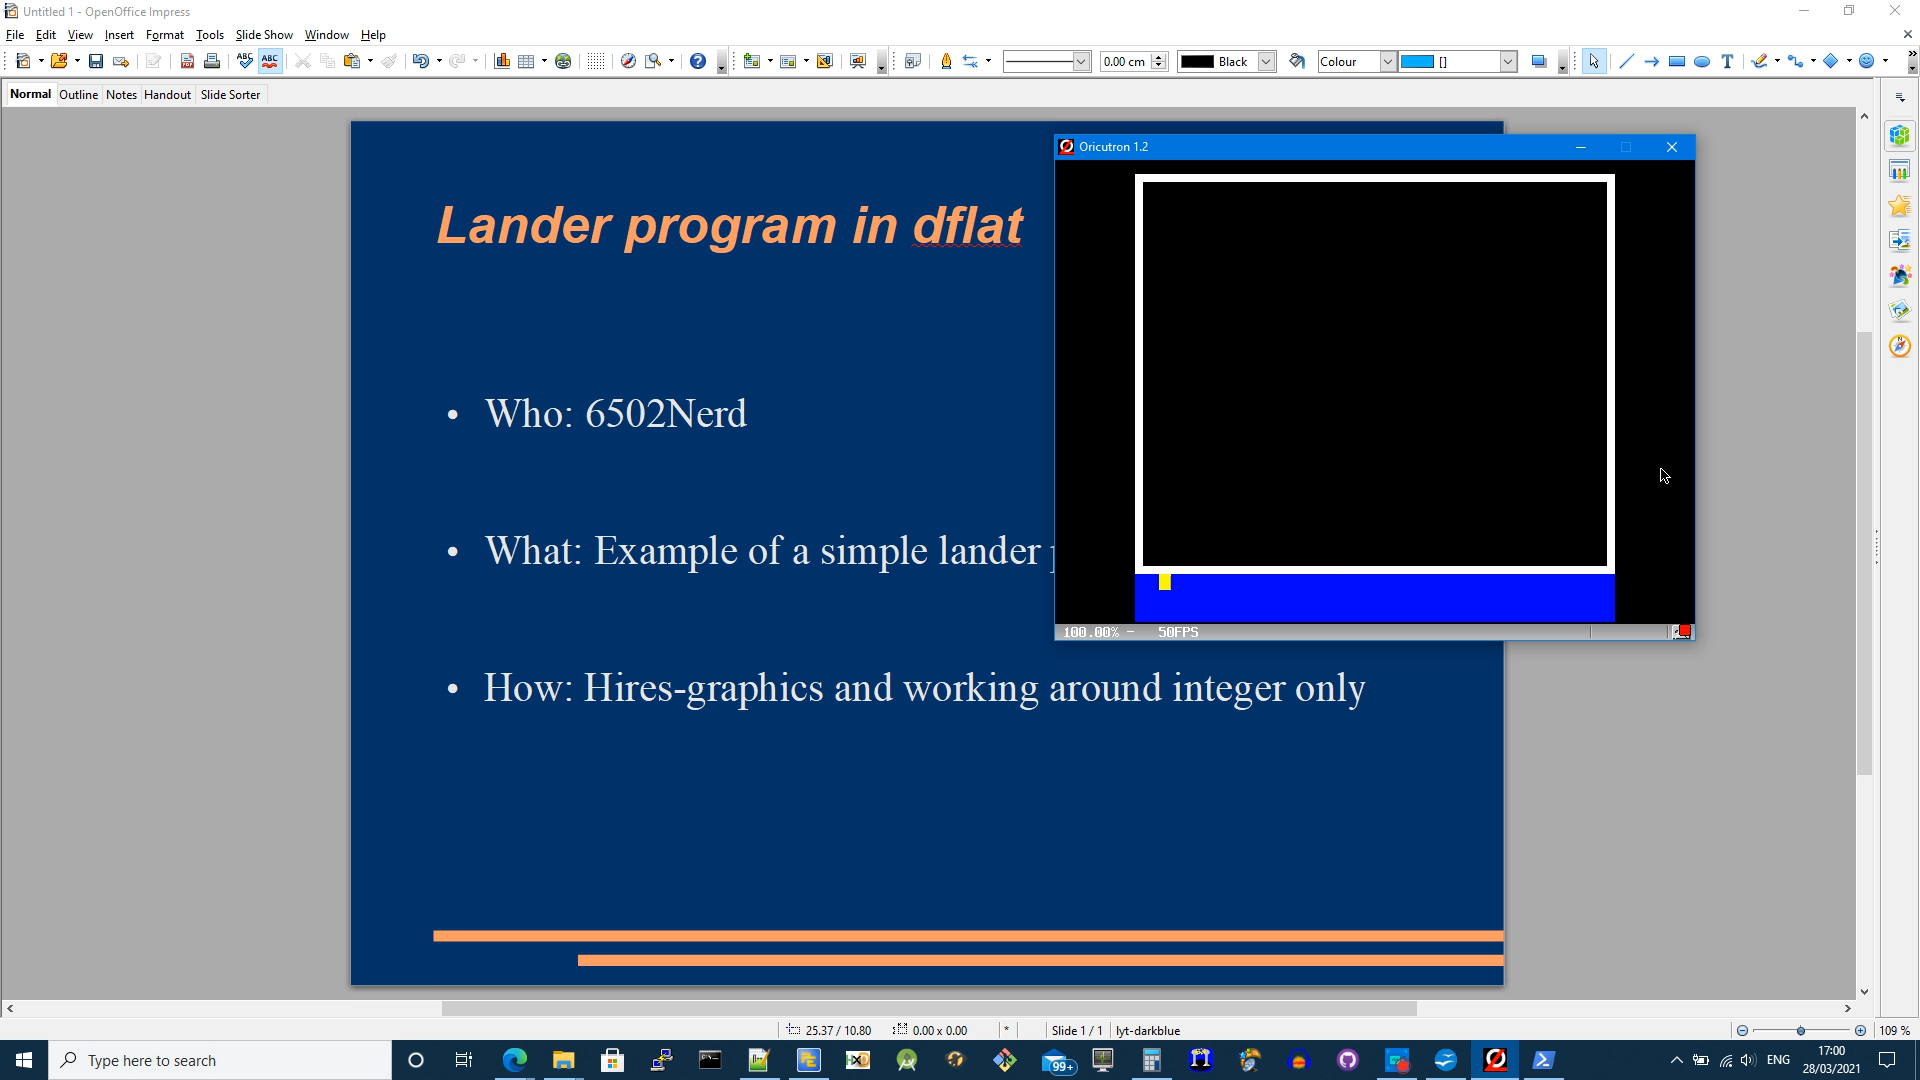 Untitled 1 - OpenOffice Impress
File Edit View Insert Format Tools Slide Show Window Help
0.00 cm Black Colour []
Normal Outline Notes Handout Slide Sorter
Oricutron 1.2
Lander program in dflat
• Who: 6502Nerd
• What: Example of a simple lander
• How: Hires-graphics and working around integer only
100.00% - 50FPS
25.37 / 10.80 0.00 x 0.00 * Slide 1 / 1 lyt-darkblue 109 %
Type here to search
99+
ENG
17:00
28/03/2021